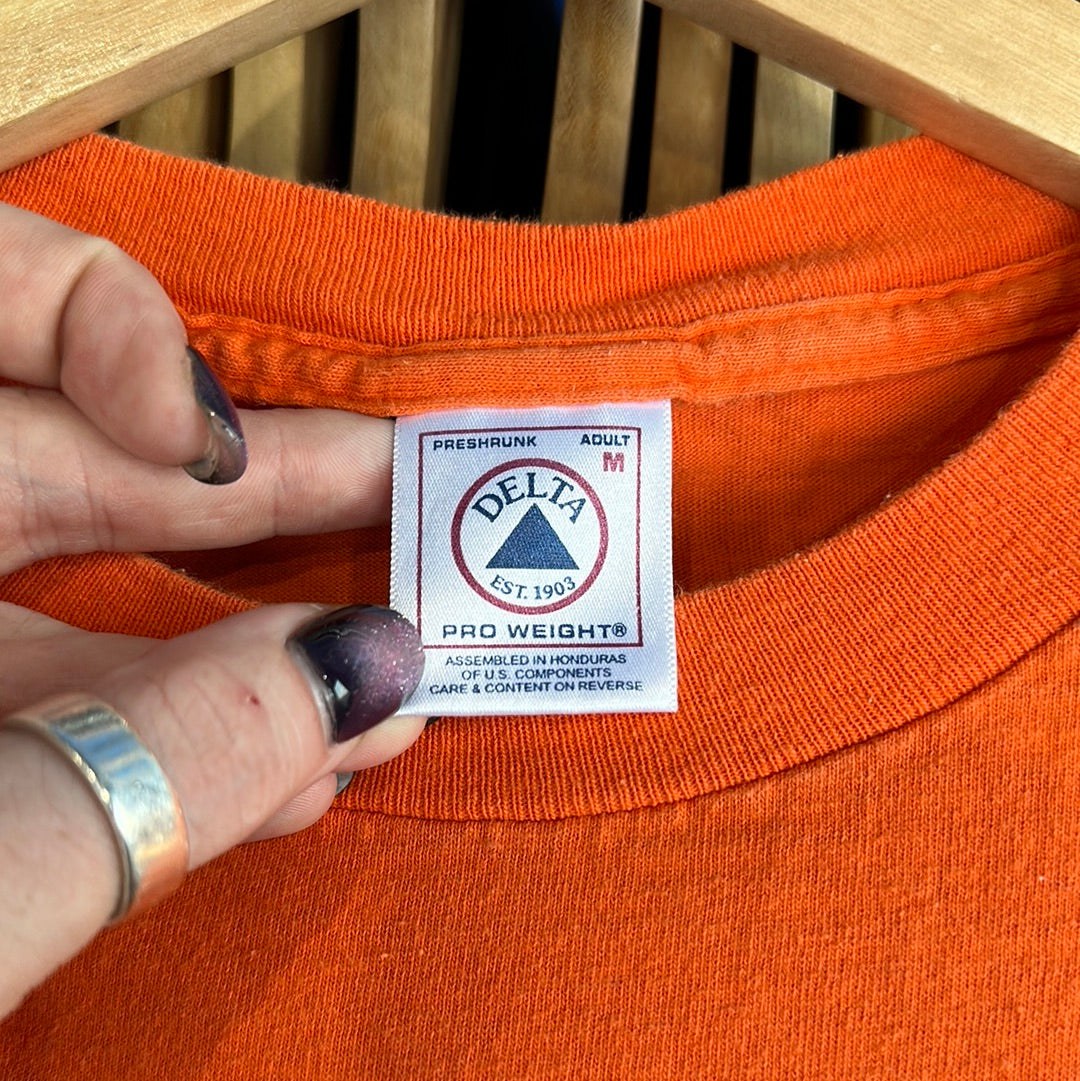 PRESHRUNK ADULT
M
DELTA
EST. 1903
PRO WEIGHT®
ASSEMBLED IN HONDURAS
OF U.S. COMPONENTS
CARE & CONTENT ON REVERSE